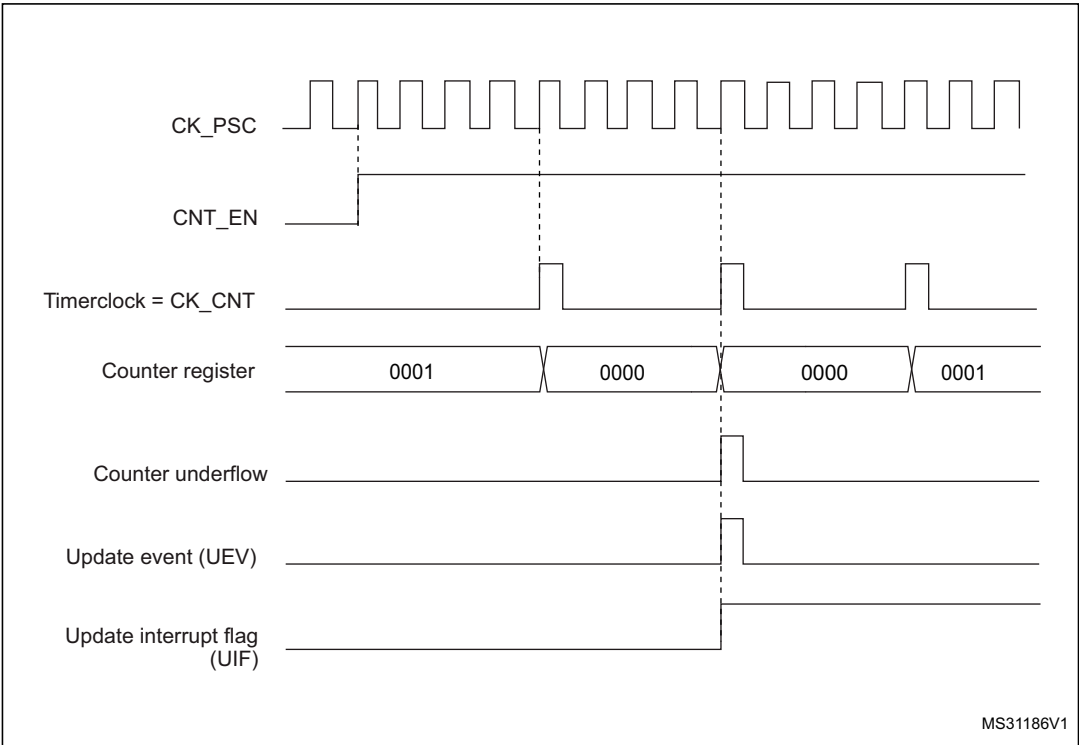 CK_PSC
CNT_EN
Timerclock = CK_CNT
Counter register 0001 0000 0000 0001
Counter underflow
Update event (UEV)
Update interrupt flag
(UIF)
MS31186V1